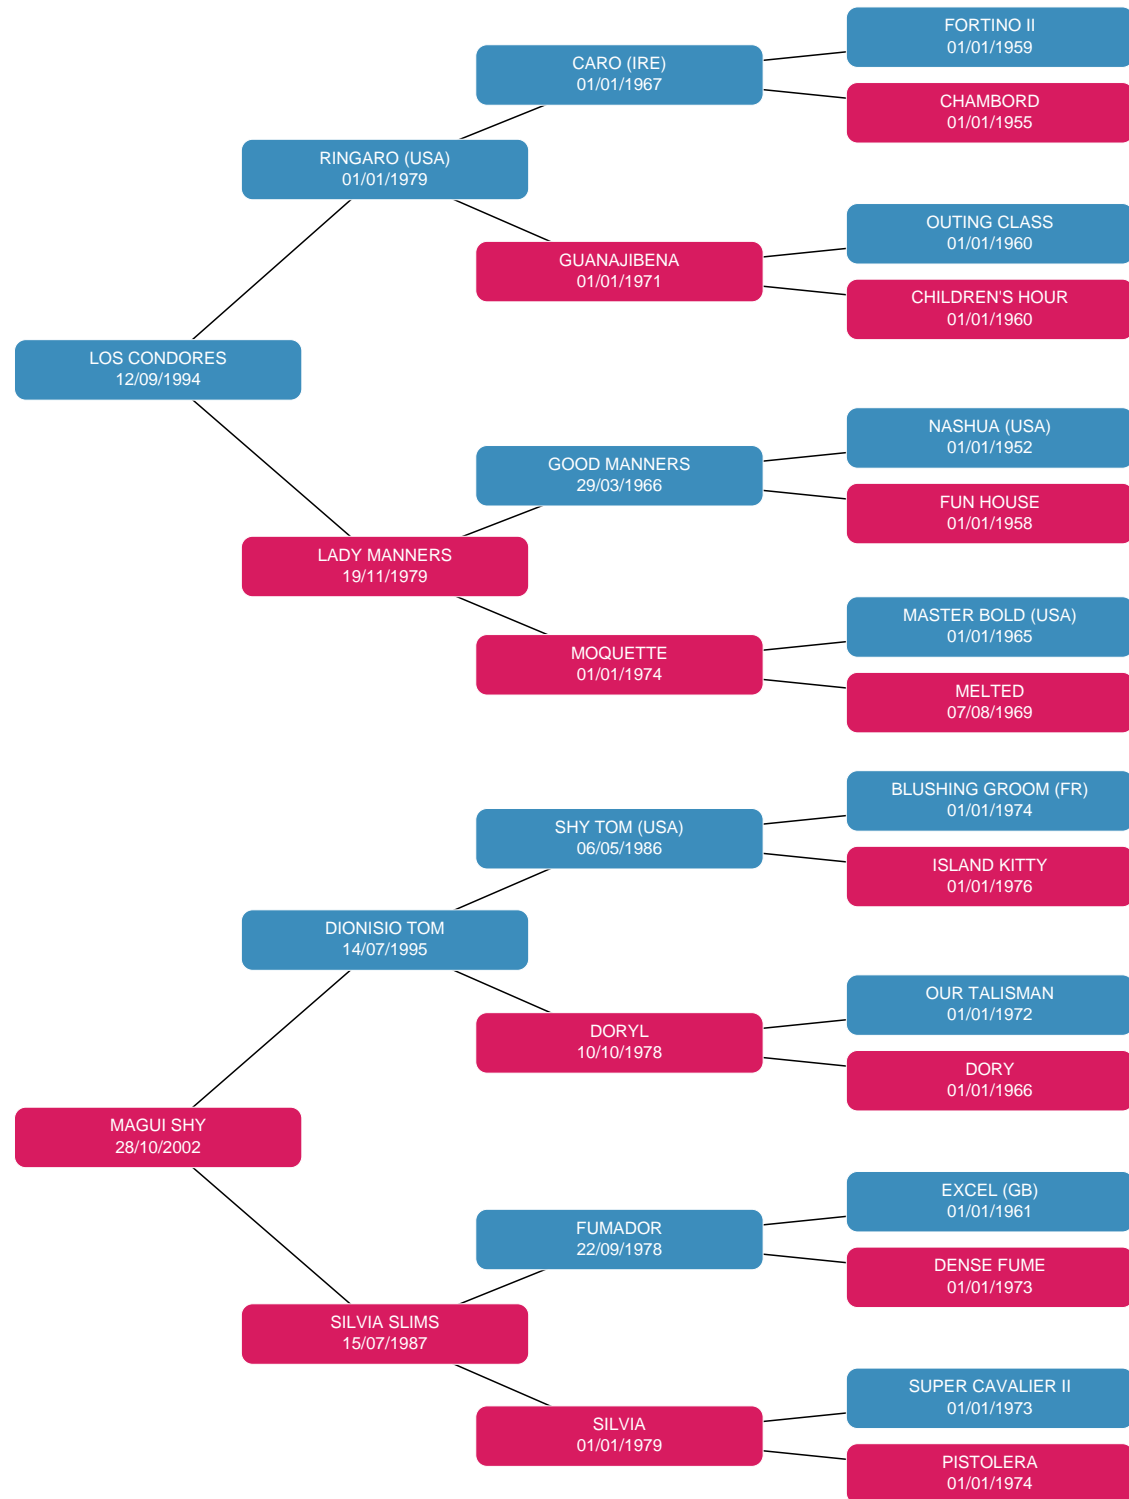 FORTINO II
01/01/1959
CARO (IRE)
01/01/1967
CHAMBORD
01/01/1955
RINGARO (USA)
01/01/1979
OUTING CLASS
01/01/1960
GUANAJIBENA
01/01/1971
CHILDREN'S HOUR
01/01/1960
LOS CONDORES
12/09/1994
NASHUA (USA)
01/01/1952
GOOD MANNERS
29/03/1966
FUN HOUSE
01/01/1958
LADY MANNERS
19/11/1979
MASTER BOLD (USA)
01/01/1965
MOQUETTE
01/01/1974
MELTED
07/08/1969
BLUSHING GROOM (FR)
01/01/1974
SHY TOM (USA)
06/05/1986
ISLAND KITTY
01/01/1976
DIONISIO TOM
14/07/1995
OUR TALISMAN
01/01/1972
DORYL
10/10/1978
DORY
01/01/1966
MAGUI SHY
28/10/2002
EXCEL (GB)
01/01/1961
FUMADOR
22/09/1978
DENSE FUME
01/01/1973
SILVIA SLIMS
15/07/1987
SUPER CAVALIER II
01/01/1973
SILVIA
01/01/1979
PISTOLERA
01/01/1974